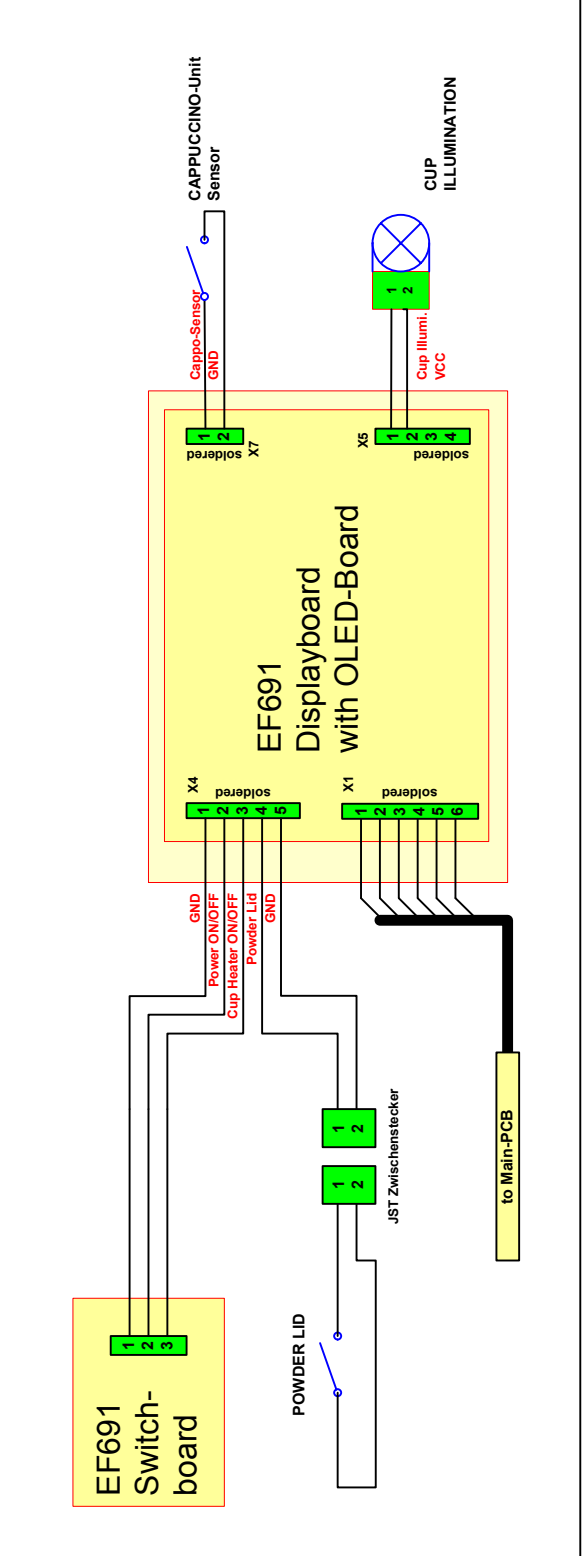 EF691
Switch-
board
1
2
3
POWDER LID
1
2
1
2
JST Zwischenstecker
to Main-PCB
GND
Power ON/OFF
Cup Heater ON/OFF
Powder Lid
GND
X4
1
2
3
4
5
soldered
X1
1
2
3
4
5
6
soldered
EF691
Displayboard
with OLED-Board
soldered
1
2
X7
X5
1
2
3
4
soldered
Cappo-Sensor
GND
CAPPUCCINO-Unit
Sensor
Cup Illumi.
VCC
1
2
CUP
ILLUMINATION